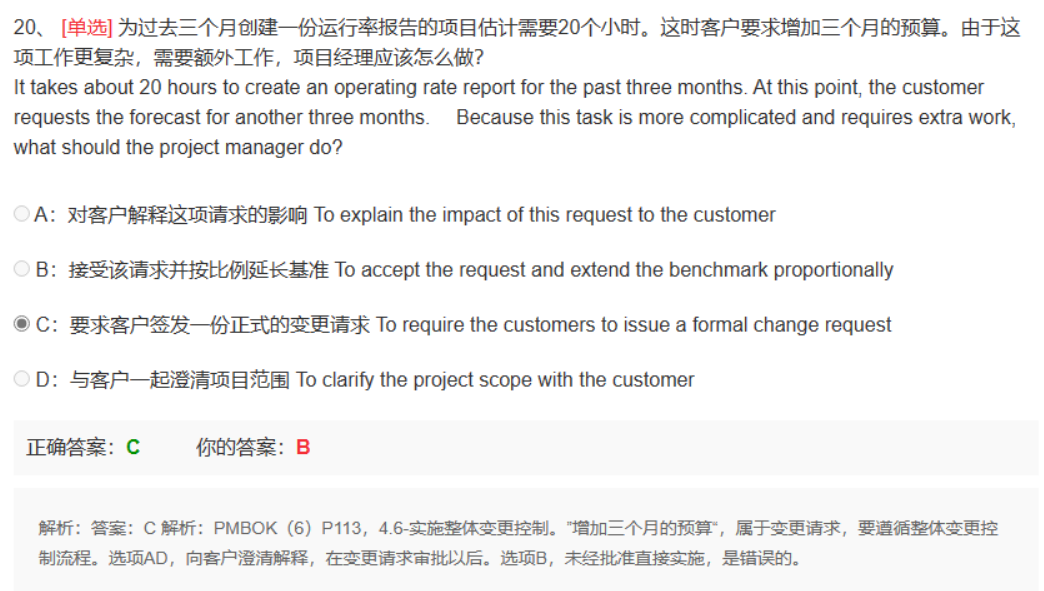 20、 [单选] 为过去三个月创建一份运行率报告的项目估计需要20个小时。这时客户要求增加三个月的预算。由于这
项工作更复杂，需要额外工作，项目经理应该怎么做?
It takes about 20 hours to create an operating rate report for the past three months. At this point, the customer
requests the forecast for another three months. Because this task is more complicated and requires extra work,
what should the project manager do?
A：对客户解释这项请求的影响 To explain the impact of this request to the customer
B：接受该请求并按比例延长基准 To accept the request and extend the benchmark proportionally
C：要求客户签发一份正式的变更请求 To require the customers to issue a formal change request
D：与客户一起澄清项目范围 To clarify the project scope with the customer
正确答案：C 你的答案：B
解析：答案：C 解析：PMBOK（6）P113，4.6-实施整体变更控制。"增加三个月的预算"，属于变更请求，要遵循整体变更控
制流程。选项AD，向客户澄清解释，在变更请求审批以后。选项B，未经批准直接实施，是错误的。